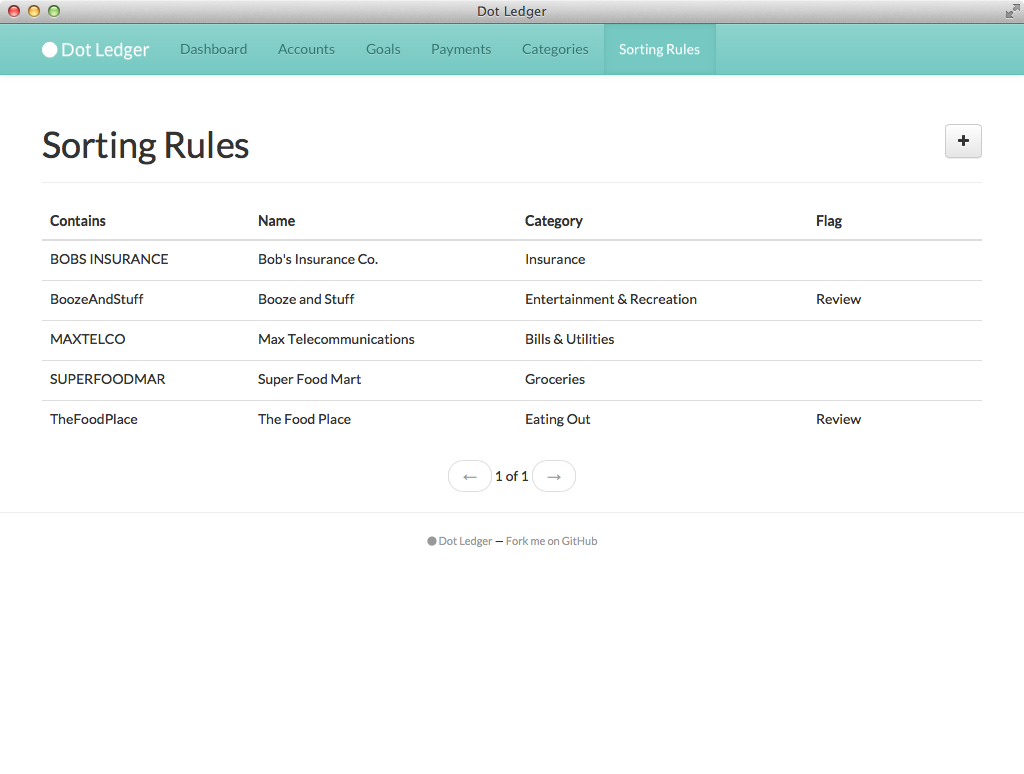 Dot Ledger
Dot Ledger Dashboard Accounts Goals Payments Categories Sorting Rules
Sorting Rules +
Contains Name Category Flag
BOBS INSURANCE Bob's Insurance Co. Insurance
BoozeAndStuff Booze and Stuff Entertainment & Recreation Review
MAXTELCO Max Telecommunications Bills & Utilities
SUPERFOODMAR Super Food Mart Groceries
TheFoodPlace The Food Place Eating Out Review
← 1 of 1 →
Dot Ledger — Fork me on GitHub